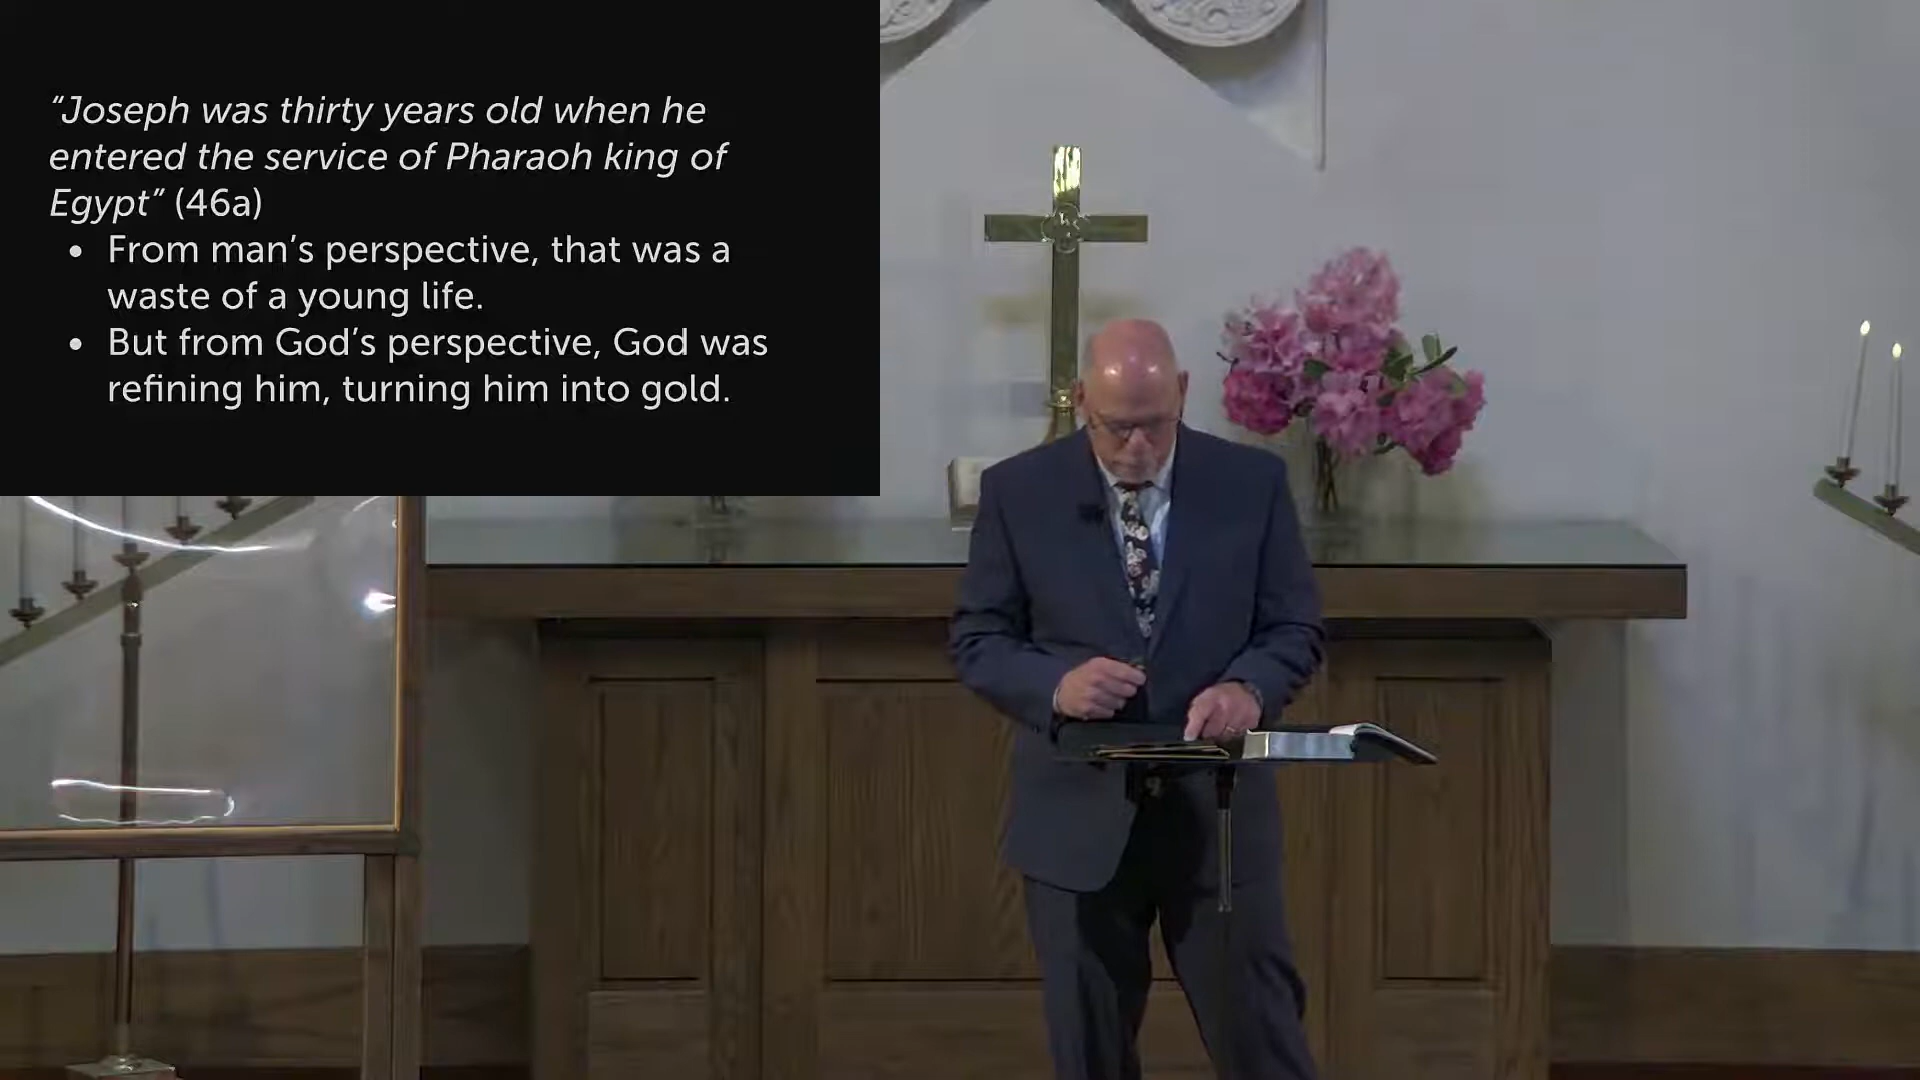 “Joseph was thirty years old when he
entered the service of Pharaoh king of
Egypt” (46a)
• From man’s perspective, that was a
waste of a young life.
• But from God’s perspective, God was
refining him, turning him into gold.